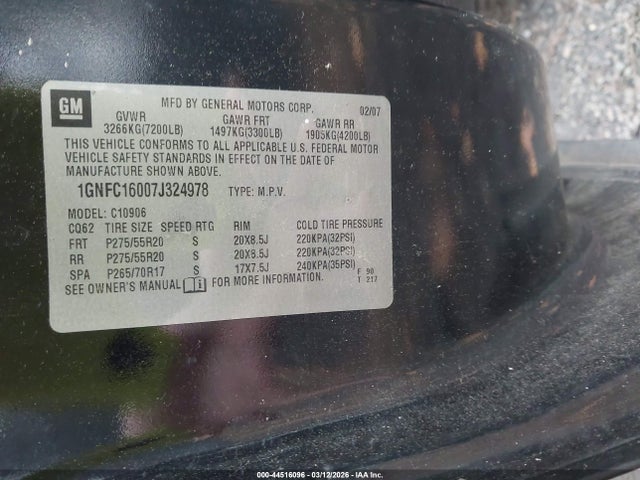 GM
MFD BY GENERAL MOTORS CORP. 02/07
GVWR GAWR FRT GAWR RR
3266KG(7200LB) 1497KG(3300LB) 1905KG(4200LB)
THIS VEHICLE CONFORMS TO ALL APPLICABLE U.S. FEDERAL MOTOR
VEHICLE SAFETY STANDARDS IN EFFECT ON THE DATE OF
MANUFACTURE SHOWN ABOVE.
1GNFC16007J324978 TYPE: M.P.V.
MODEL: C10906
CQ62 TIRE SIZE SPEED RTG RIM COLD TIRE PRESSURE
FRT P275/55R20 S 20X8.5J 220KPA(32PSI)
RR P275/55R20 S 20X8.5J 220KPA(32PSI)
SPA P265/70R17 S 17X7.5J 240KPA(35PSI) F 90
SEE OWNER'S MANUAL i FOR MORE INFORMATION. T 217
000-44516096 - 03/12/2026 - IAA Inc.